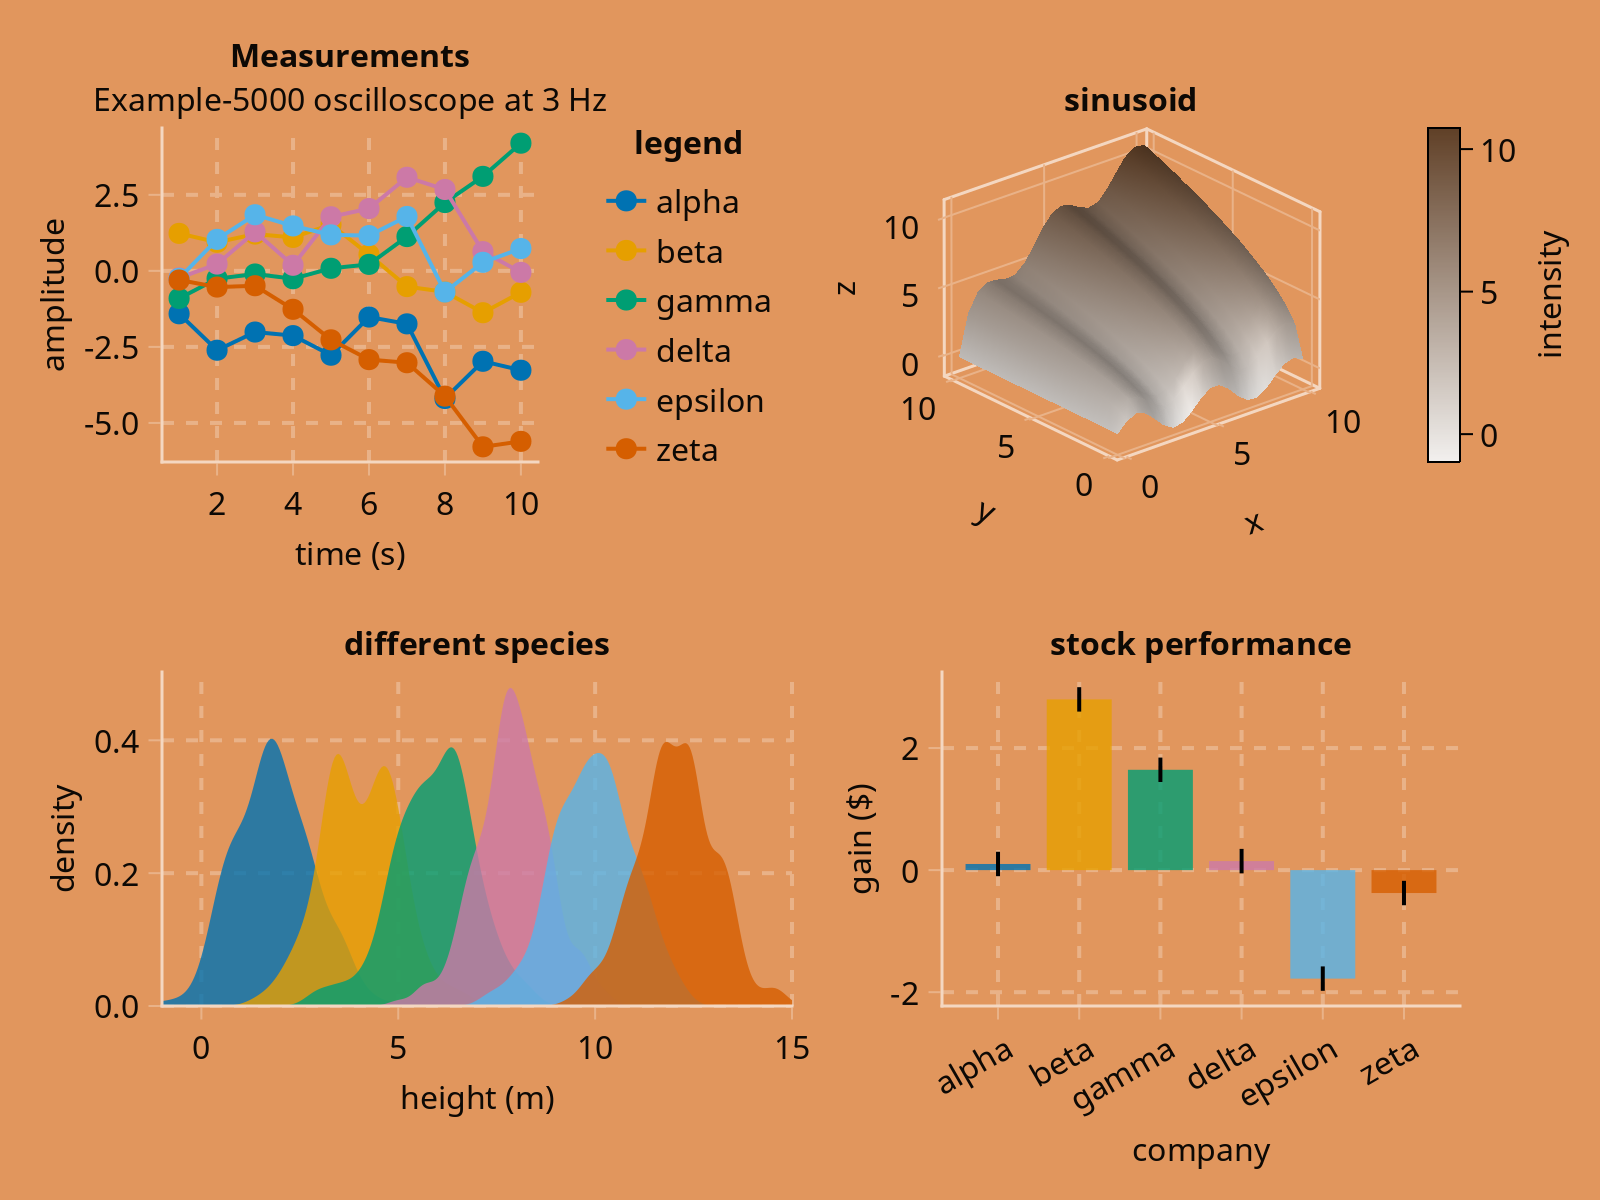 Measurements
Example-5000 oscilloscope at 3 Hz
amplitude
2.5
0.0
-2.5
-5.0
2 4 6 8 10
time (s)
legend
alpha
beta
gamma
delta
epsilon
zeta
sinusoid
z
10
5
0
10
5
0
y
0
5
10
x
10
5
0
intensity
different species
density
0.4
0.2
0.0
0 5 10 15
height (m)
stock performance
gain ($)
2
0
-2
alpha beta gamma delta epsilon zeta
company